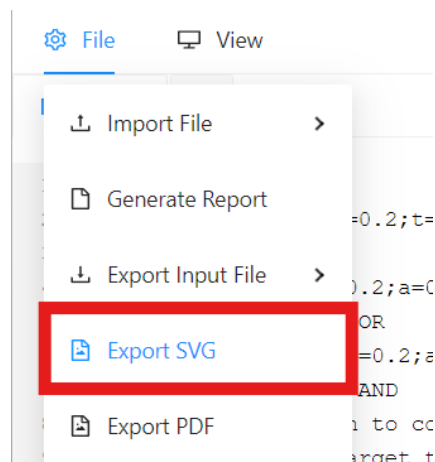 File View
Import File
Generate Report
=0.2;t=
Export Input File
0.2;a=0
OR
Export SVG
=0.2;a
AND
Export PDF
to co
target t